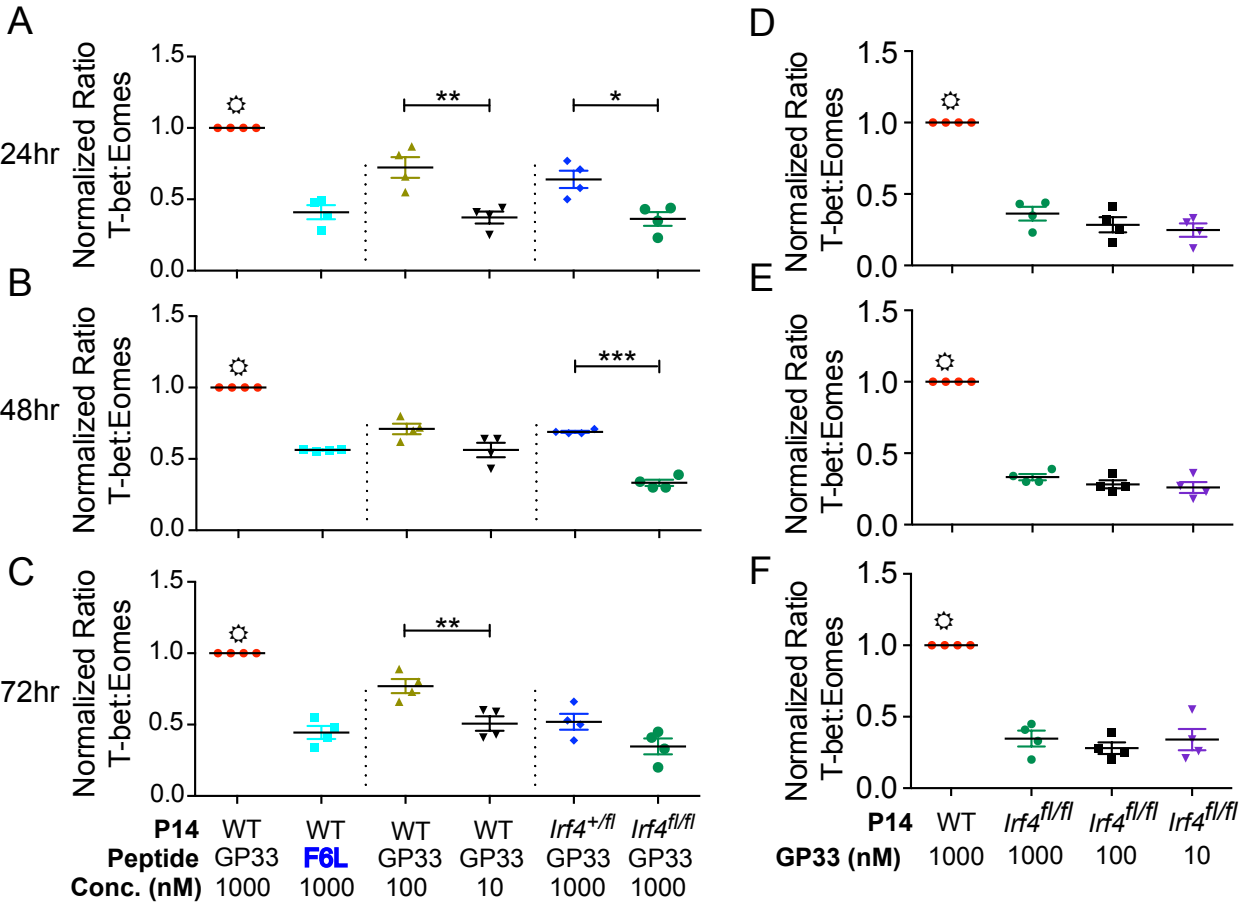 A
24hr
Normalized Ratio
T-bet:Eomes
1.5
1.0
0.5
0.0
**
*
B
48hr
Normalized Ratio
T-bet:Eomes
1.5
1.0
0.5
0.0
***
C
72hr
Normalized Ratio
T-bet:Eomes
1.5
1.0
0.5
0.0
**
P14 WT WT WT WT Irf4+/fl Irf4fl/fl
Peptide GP33 F6L GP33 GP33 GP33 GP33
Conc. (nM) 1000 1000 100 10 1000 1000
D
Normalized Ratio
T-bet:Eomes
1.5
1.0
0.5
0.0
E
Normalized Ratio
T-bet:Eomes
1.5
1.0
0.5
0.0
F
Normalized Ratio
T-bet:Eomes
1.5
1.0
0.5
0.0
P14 WT Irf4fl/fl Irf4fl/fl Irf4fl/fl
GP33 (nM) 1000 1000 100 10